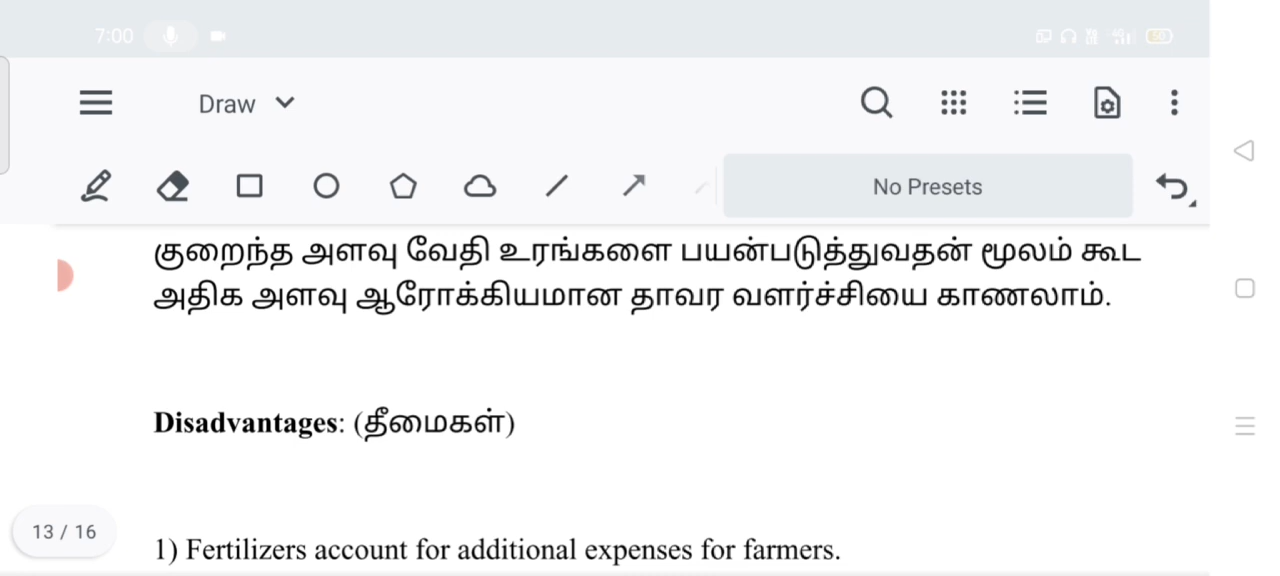 7:00
Draw
No Presets
குறைந்த அளவு வேதி உரங்களை பயன்படுத்துவதன் மூலம் கூட
அதிக அளவு ஆரோக்கியமான தாவர வளர்ச்சியை காணலாம்.
Disadvantages: (தீமைகள்)
13 / 16
1) Fertilizers account for additional expenses for farmers.